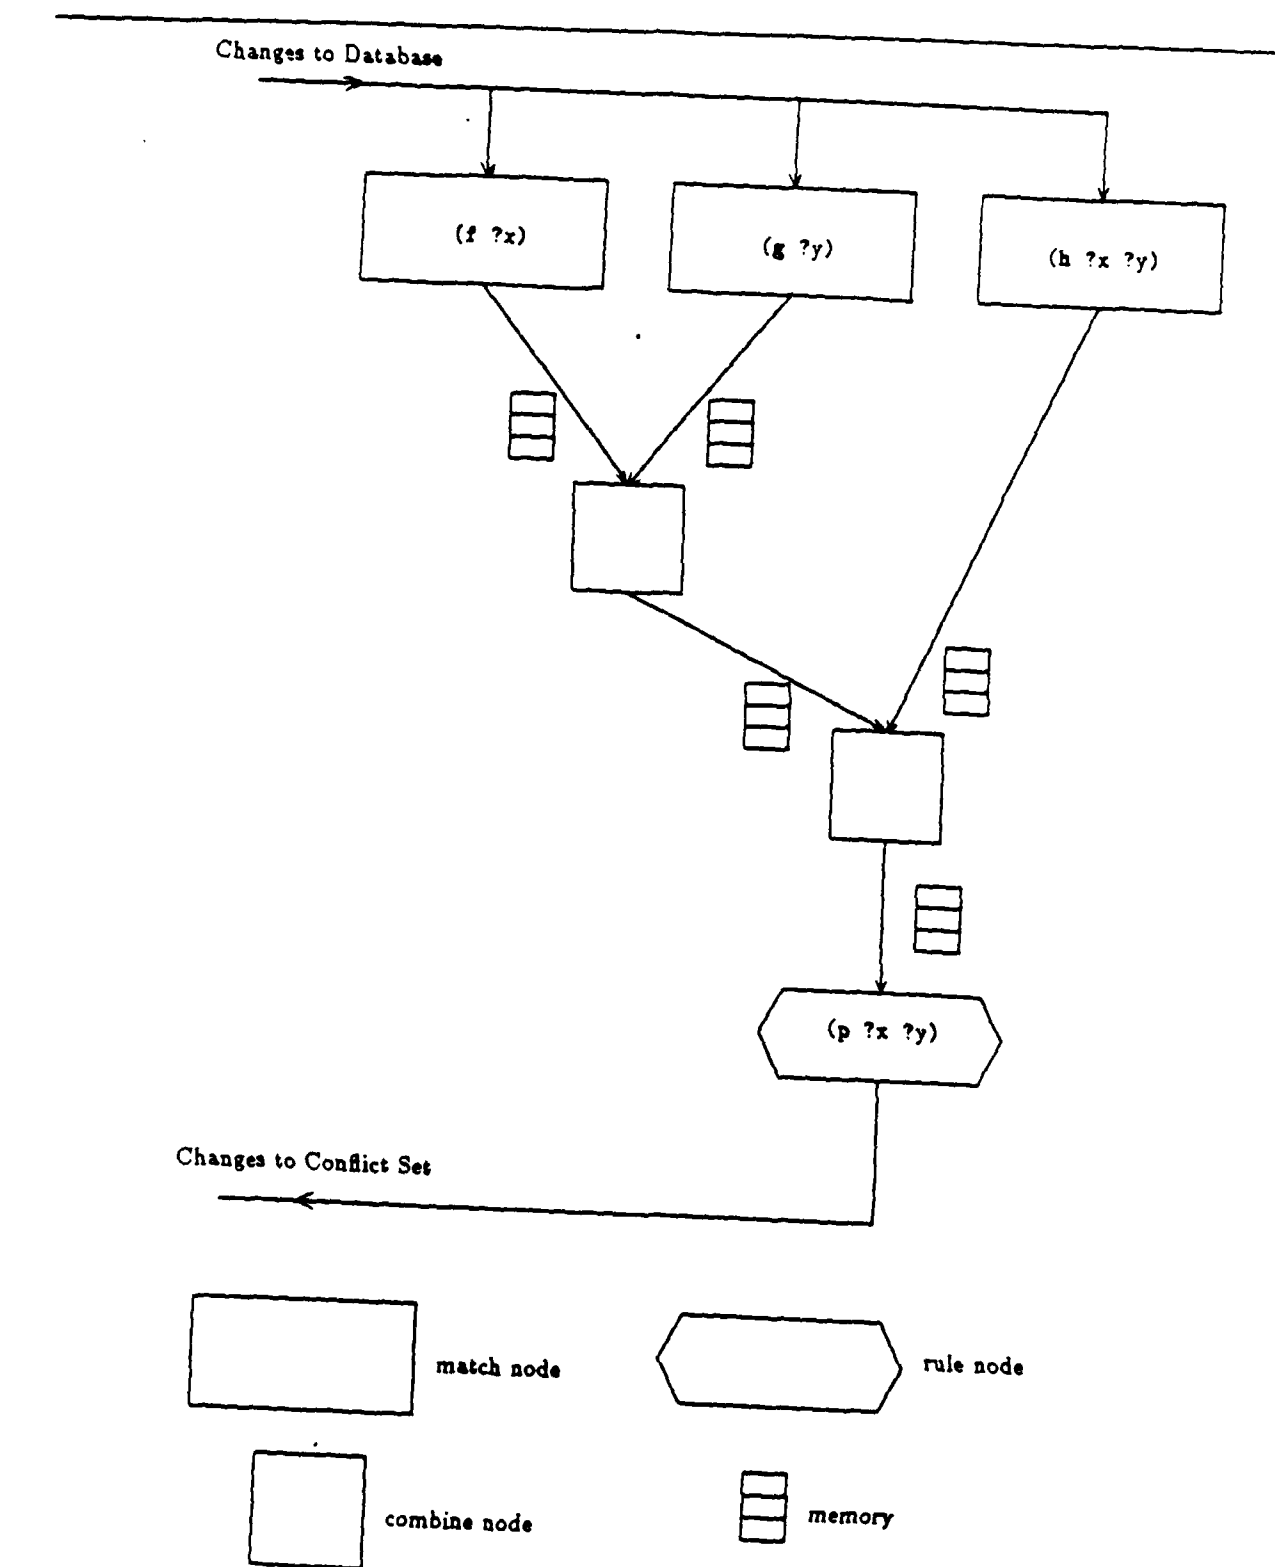 Changes to Database
(f ?x)
(g ?y)
(h ?x ?y)
(p ?x ?y)
Changes to Conflict Set
match node
rule node
combine node
memory